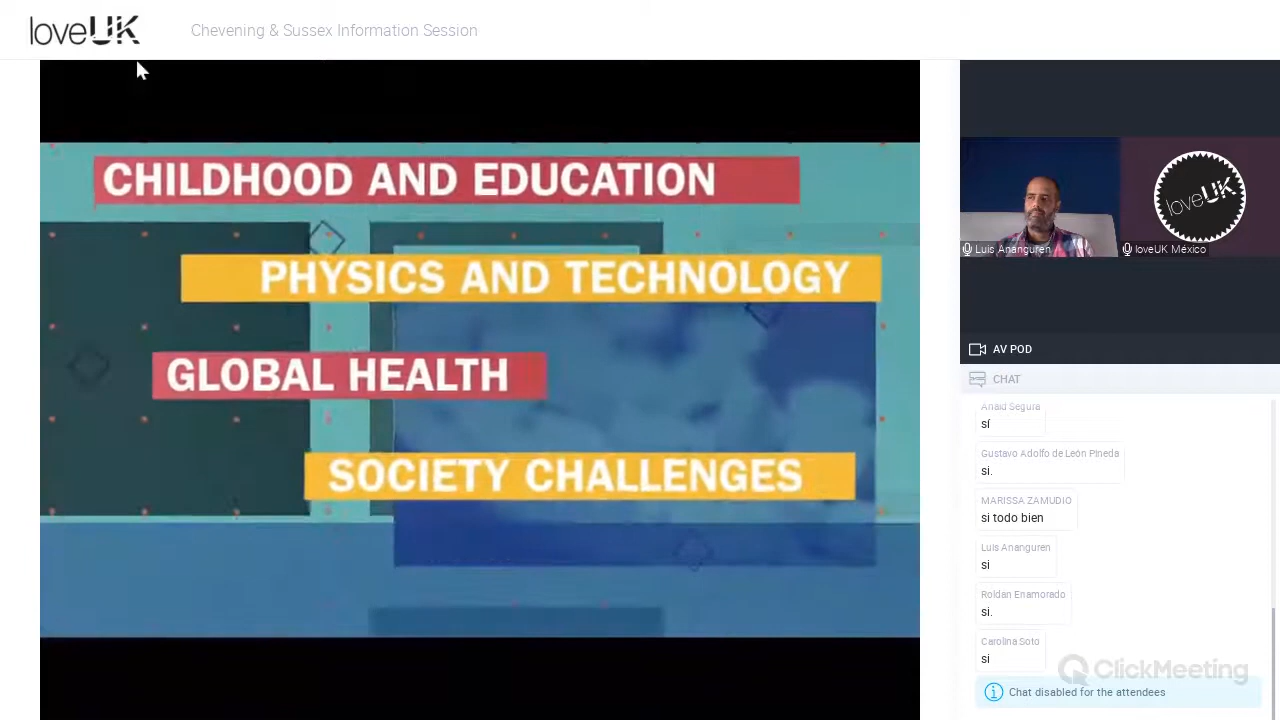 loveUK
Chevening & Sussex Information Session
CHILDHOOD AND EDUCATION
PHYSICS AND TECHNOLOGY
GLOBAL HEALTH
SOCIETY CHALLENGES
loveUK
Luis Ananguren
loveUK México
AV POD
CHAT
Anaid Segura
sí
Gustavo Adolfo de León Pineda
si.
MARISSA ZAMUDIO
si todo bien
Luis Ananguren
si
Roldan Enamorado
si.
Carolina Soto
si
ClickMeeting
Chat disabled for the attendees